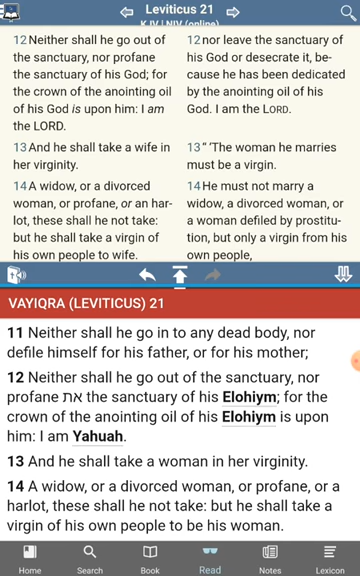 Leviticus 21
KJV | NIV (online)
12 Neither shall he go out of
the sanctuary, nor profane
the sanctuary of his God; for
the crown of the anointing oil
of his God is upon him: I am
the LORD.
13 And he shall take a wife in
her virginity.
14 A widow, or a divorced
woman, or profane, or an har-
lot, these shall he not take:
but he shall take a virgin of
his own people to wife.
12 nor leave the sanctuary of
his God or desecrate it, be-
cause he has been dedicated
by the anointing oil of his
God. I am the LORD.
13 “ ‘The woman he marries
must be a virgin.
14 He must not marry a
widow, a divorced woman, or
a woman defiled by prostitu-
tion, but only a virgin from his
own people,
VAYIQRA (LEVITICUS) 21
11 Neither shall he go in to any dead body, nor
defile himself for his father, or for his mother;
12 Neither shall he go out of the sanctuary, nor
profane את the sanctuary of his Elohiym; for the
crown of the anointing oil of his Elohiym is upon
him: I am Yahuah.
13 And he shall take a woman in her virginity.
14 A widow, or a divorced woman, or profane, or a
harlot, these shall he not take: but he shall take a
virgin of his own people to be his woman.
Home
Search
Book
Read
Notes
Lexicon